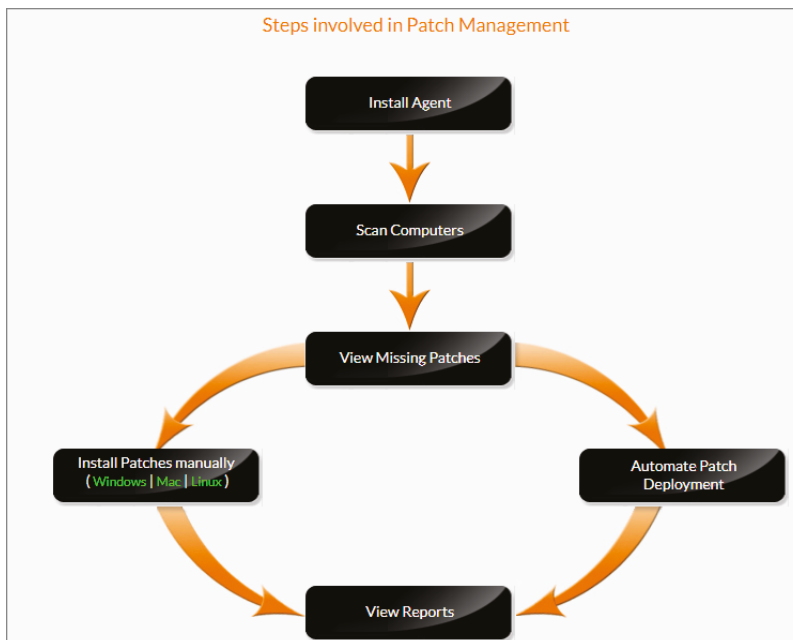 Steps involved in Patch Management
Install Agent
Scan Computers
View Missing Patches
Install Patches manually
( Windows | Mac | Linux )
Automate Patch
Deployment
View Reports